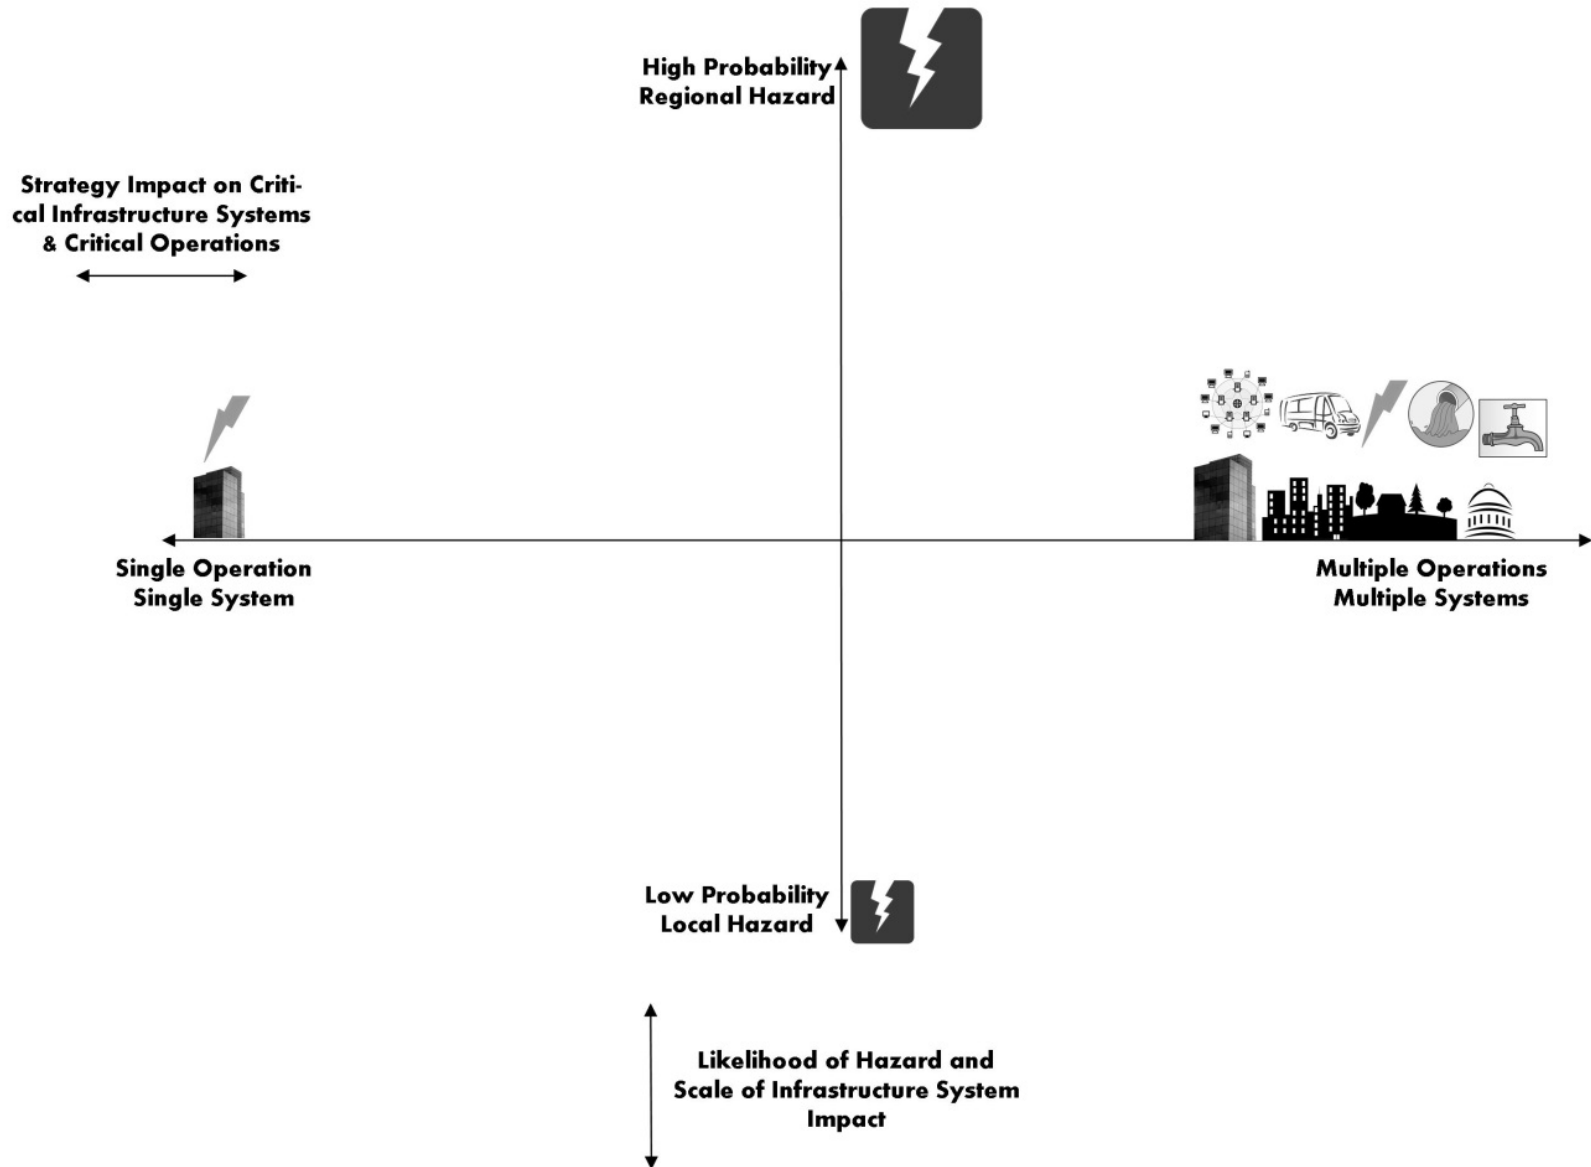 High Probability
Regional Hazard
Strategy Impact on Criti-
cal Infrastructure Systems
& Critical Operations
Single Operation
Single System
Multiple Operations
Multiple Systems
Low Probability
Local Hazard
Likelihood of Hazard and
Scale of Infrastructure System
Impact